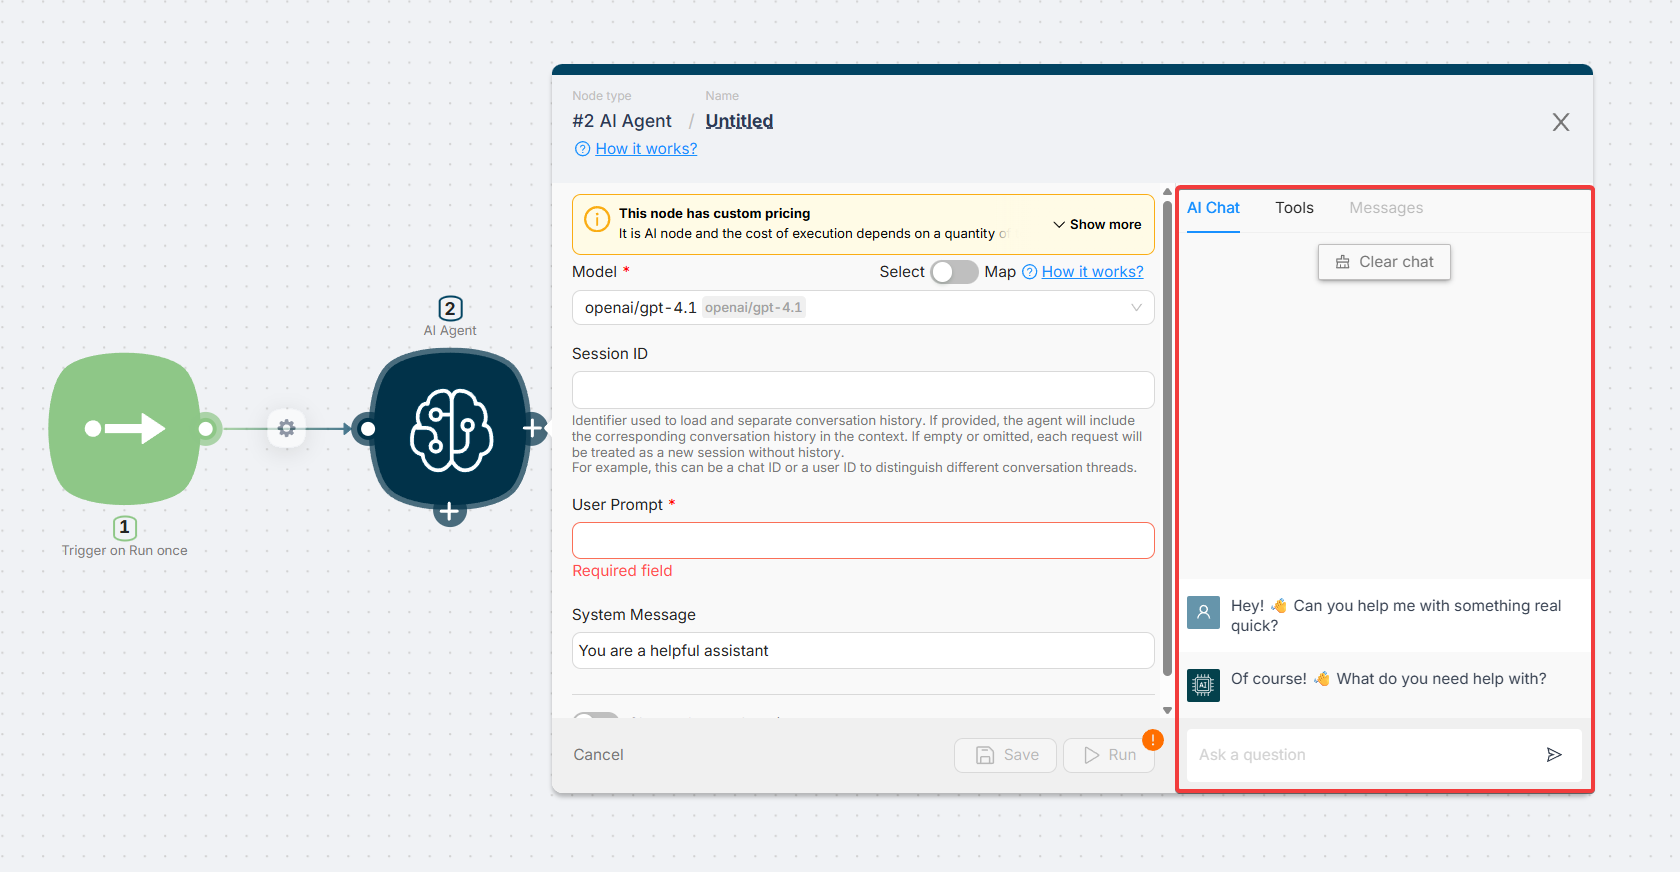 Node type
Name
#2 AI Agent / Untitled
How it works?
This node has custom pricing
It is AI node and the cost of execution depends on a quantity of
Show more
Model *
Select
Map
How it works?
openai/gpt-4.1 openai/gpt-4.1
Session ID
Identifier used to load and separate conversation history. If provided, the agent will include
the corresponding conversation history in the context. If empty or omitted, each request will
be treated as a new session without history.
For example, this can be a chat ID or a user ID to distinguish different conversation threads.
User Prompt *
Required field
System Message
You are a helpful assistant
Cancel
Save
Run
!
AI Chat
Tools
Messages
Clear chat
Hey! 👋 Can you help me with something real
quick?
AI
Of course! 👋 What do you need help with?
Ask a question
2
AI Agent
1
Trigger on Run once